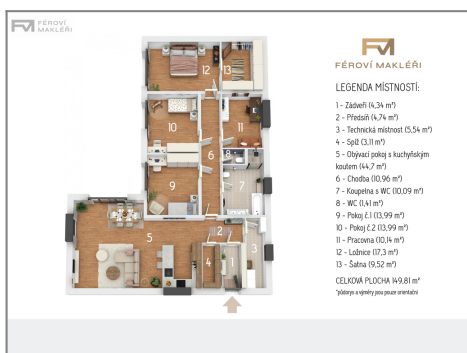 FÉROVÍ
MAKLÉŘI
FÉROVÍ MAKLÉŘI
LEGENDA MÍSTNOSTÍ:
1 - Zádveří (4,34 m²)
2 - Předsíň (4,74 m²)
3 - Technická místnost (5,54 m²)
4 - Spíž (3,11 m²)
5 - Obývací pokoj s kuchyňským
koutem (44,7 m²)
6 - Chodba (10,96 m²)
7 - Koupelna s WC (10,09 m²)
8 - WC (1,41 m²)
9 - Pokoj č.1 (13,99 m²)
10 - Pokoj č.2 (13,99 m²)
11 - Pracovna (10,14 m²)
12 - Ložnice (17,3 m²)
13 - Šatna (9,52 m²)
CELKOVÁ PLOCHA 149,81 m²
*půdorys a výměry jsou pouze orientační
12
13
10
11
6
8
9
7
5
2
3
4
1